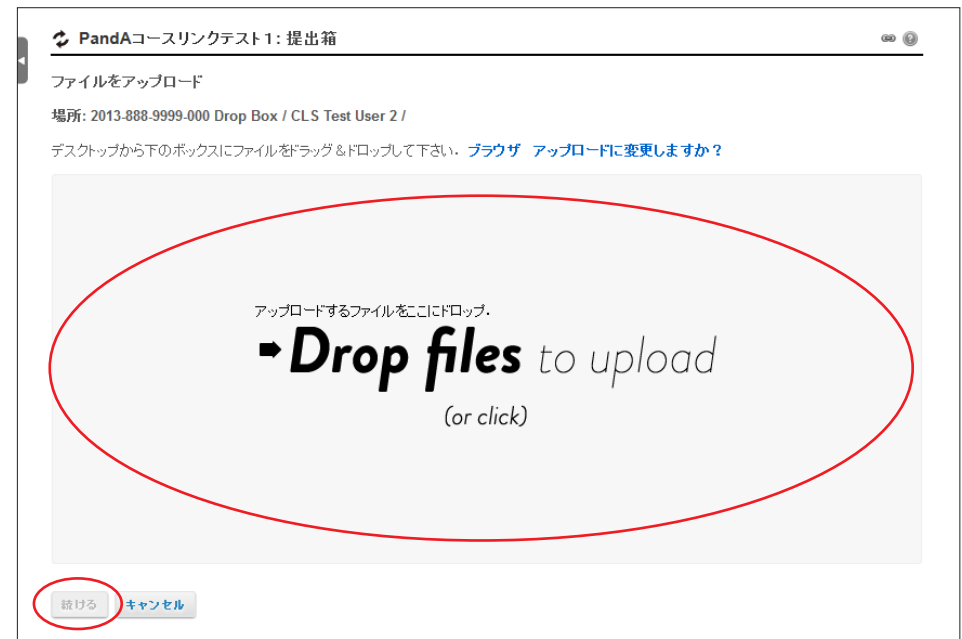 PandAコースリンクテスト1: 提出箱
ファイルをアップロード
場所: 2013-888-9999-000 Drop Box / CLS Test User 2 /
デスクトップから下のボックスにファイルをドラッグ&ドロップして下さい. ブラウザ アップロードに変更しますか?
アップロードするファイルをここにドロップ.
Drop files to upload
(or click)
続ける キャンセル